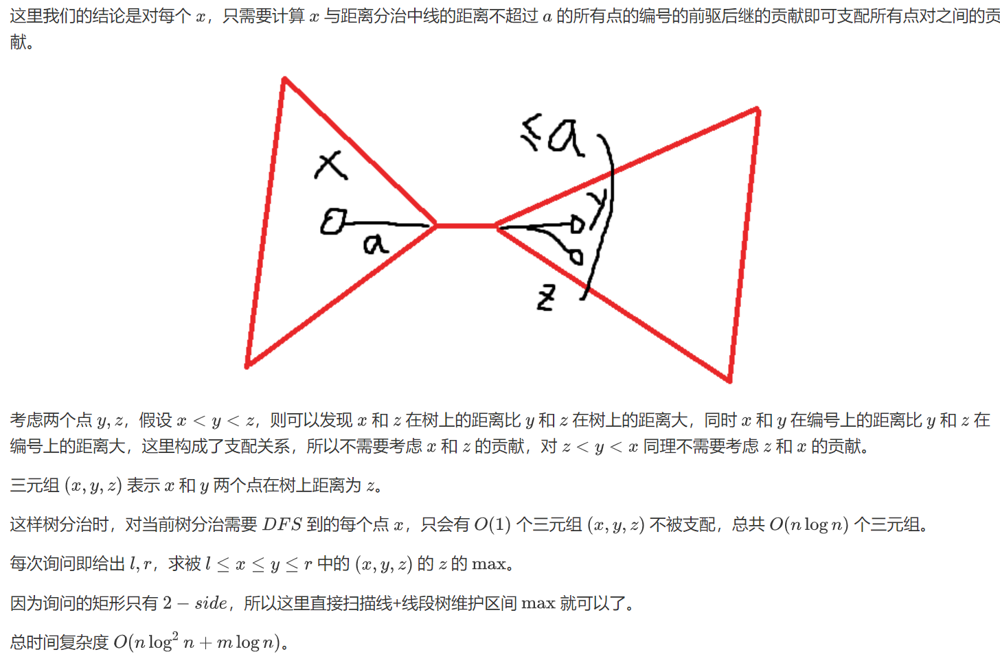 这里我们的结论是对每个 x，只需要计算 x 与距离分治中线的距离不超过 a 的所有点的编号的前驱后继的贡献即可支配所有点对之间的贡
献。
≤a
x
y
a
z
考虑两个点 y, z，假设 x < y < z，则可以发现 x 和 z 在树上的距离比 y 和 z 在树上的距离大，同时 x 和 y 在编号上的距离比 y 和 z 在
编号上的距离大，这里构成了支配关系，所以不需要考虑 x 和 z 的贡献，对 z < y < x 同理不需要考虑 z 和 x 的贡献。
三元组 (x, y, z) 表示 x 和 y 两个点在树上距离为 z。
这样树分治时，对当前树分治需要 DFS 到的每个点 x，只会有 O(1) 个三元组 (x, y, z) 不被支配，总共 O(n log n) 个三元组。
每次询问即给出 l, r，求被 l ≤ x ≤ y ≤ r 中的 (x, y, z) 的 z 的 max。
因为询问的矩形只有 2 − side，所以这里直接扫描线+线段树维护区间 max 就可以了。
总时间复杂度 O(n log² n + m log n)。